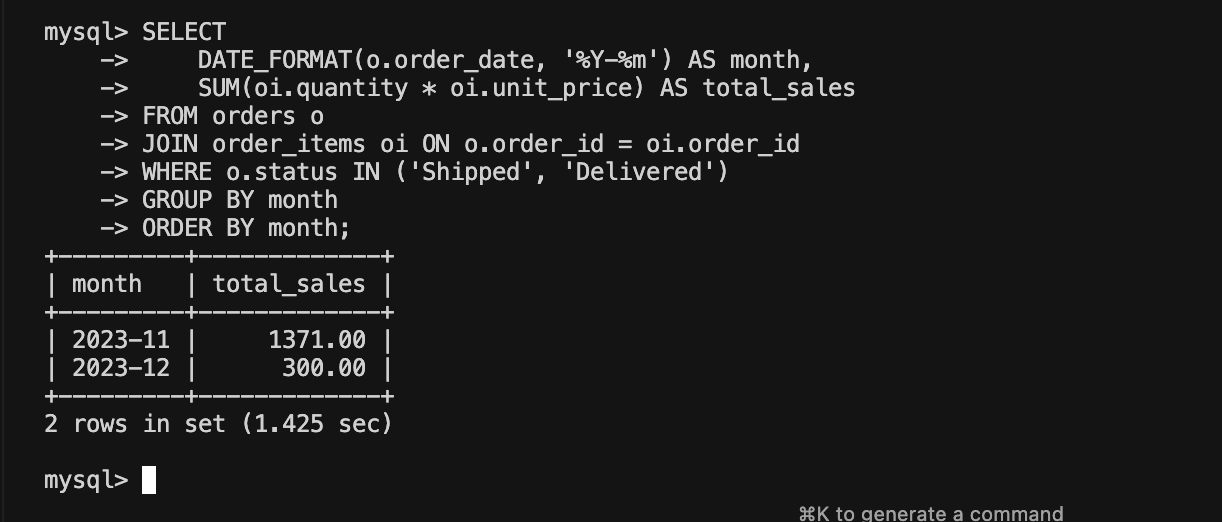 mysql> SELECT
    ->     DATE_FORMAT(o.order_date, '%Y-%m') AS month,
    ->     SUM(oi.quantity * oi.unit_price) AS total_sales
    -> FROM orders o
    -> JOIN order_items oi ON o.order_id = oi.order_id
    -> WHERE o.status IN ('Shipped', 'Delivered')
    -> GROUP BY month
    -> ORDER BY month;
+---------+-------------+
| month   | total_sales |
+---------+-------------+
| 2023-11 |     1371.00 |
| 2023-12 |      300.00 |
+---------+-------------+
2 rows in set (1.425 sec)
mysql>
⌘K to generate a command